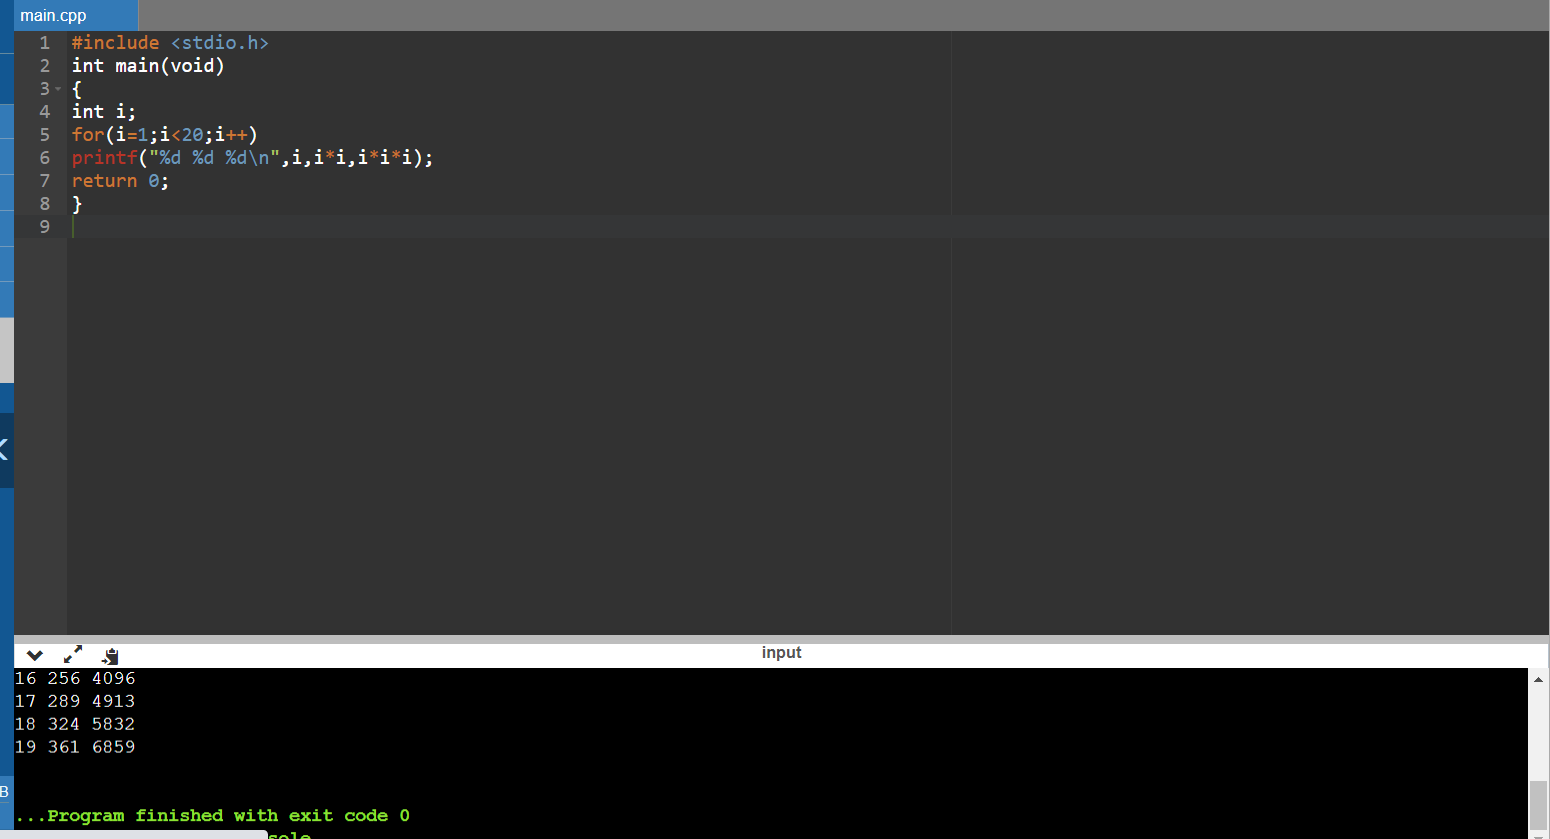 main.cpp
1 #include <stdio.h>
2 int main(void)
3 {
4 int i;
5 for(i=1;i<20;i++)
6 printf("%d %d %d\n",i,i*i,i*i*i);
7 return 0;
8 }
9
input
16 256 4096
17 289 4913
18 324 5832
19 361 6859
B
...Program finished with exit code 0